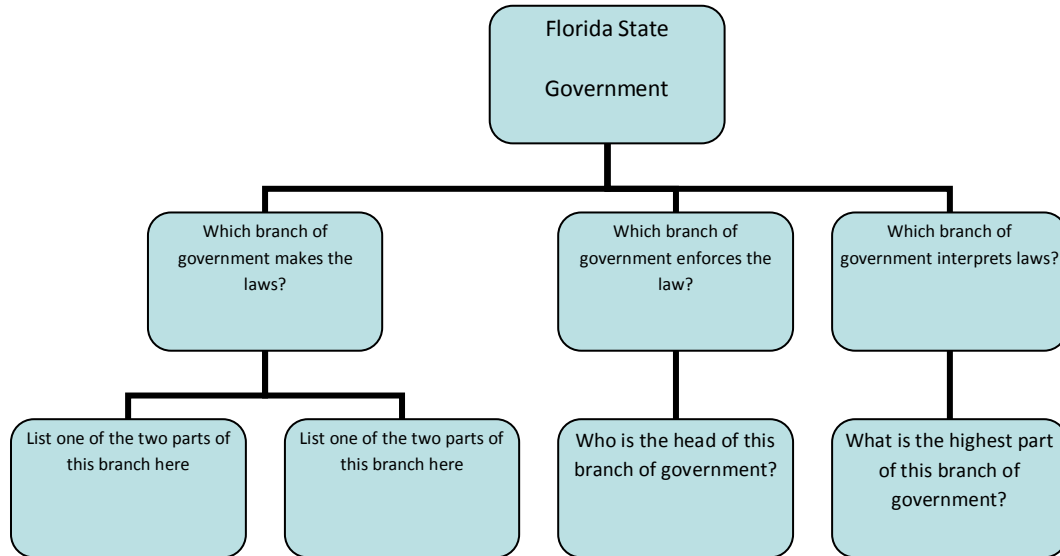 Florida State
Government
Which branch of
government makes the
laws?
Which branch of
government enforces the
law?
Which branch of
government interprets laws?
List one of the two parts of
this branch here
List one of the two parts of
this branch here
Who is the head of this
branch of government?
What is the highest part
of this branch of
government?